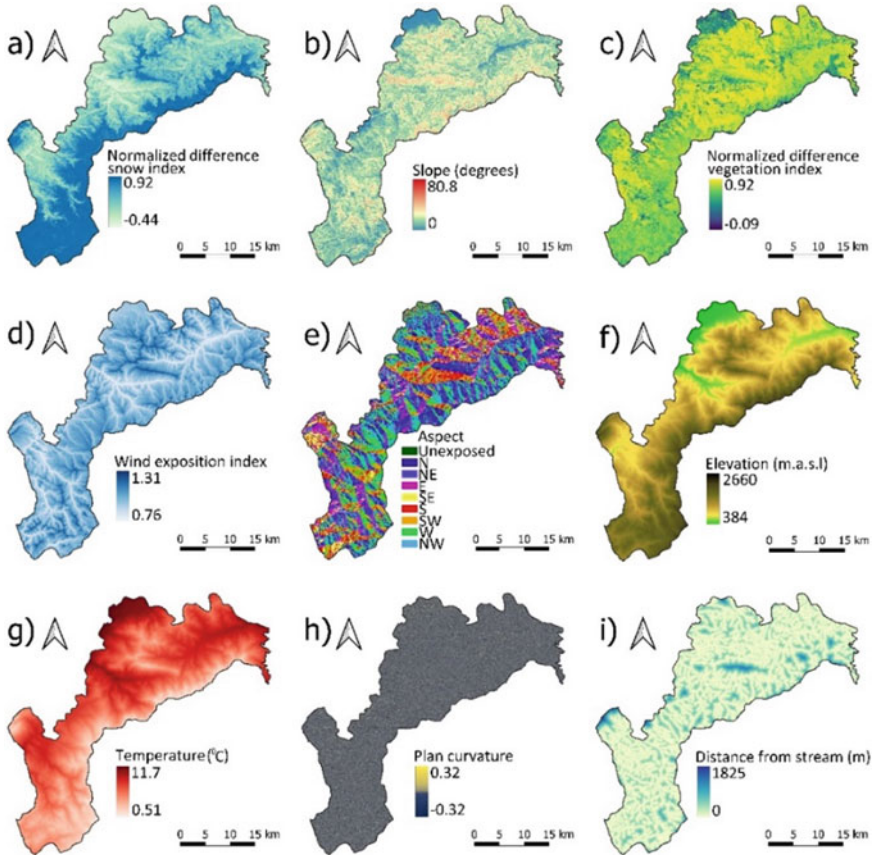 a)
Normalized difference
snow index
0.92
-0.44
0 5 10 15 km
b)
Slope (degrees)
80.8
0
0 5 10 15 km
c)
Normalized difference
vegetation index
0.92
-0.09
0 5 10 15 km
d)
Wind exposition index
1.31
0.76
0 5 10 15 km
e)
Aspect
Unexposed
N
NE
E
SE
S
SW
W
NW
0 5 10 15 km
f)
Elevation (m.a.s.l)
2660
384
0 5 10 15 km
g)
Temperature (⁰C)
11.7
0.51
0 5 10 15 km
h)
Plan curvature
0.32
-0.32
0 5 10 15 km
i)
Distance from stream (m)
1825
0
0 5 10 15 km